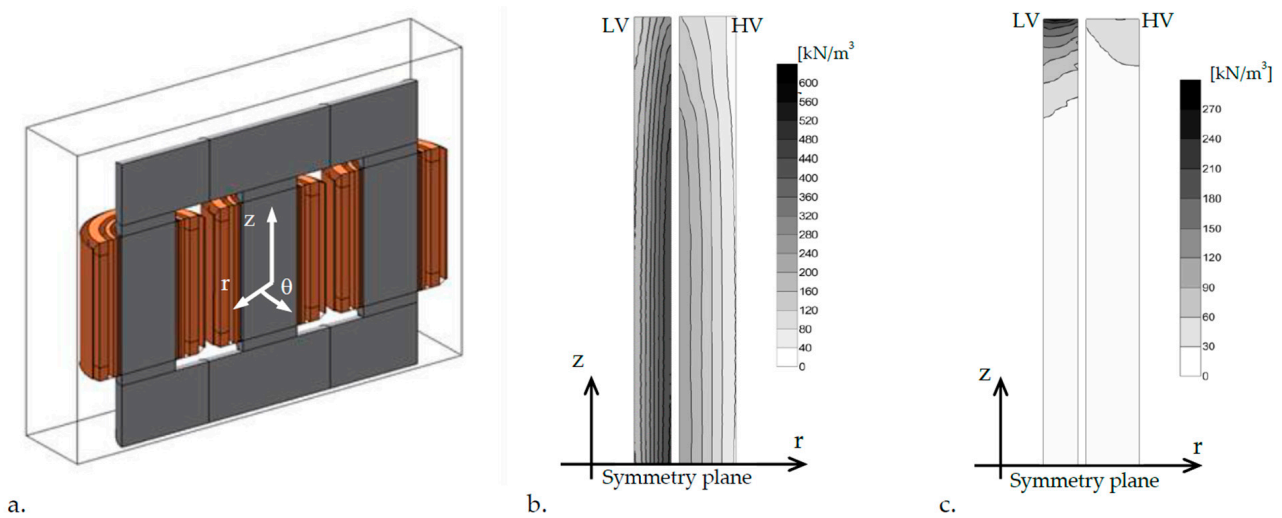 z
r
θ
a.
LV
HV
[kN/m³
600
560
520
480
440
400
360
320
280
240
200
160
120
80
40
0
z
r
Symmetry plane
b.
LV
HV
[kN/m³]
270
240
210
180
150
120
90
60
30
0
z
r
Symmetry plane
c.